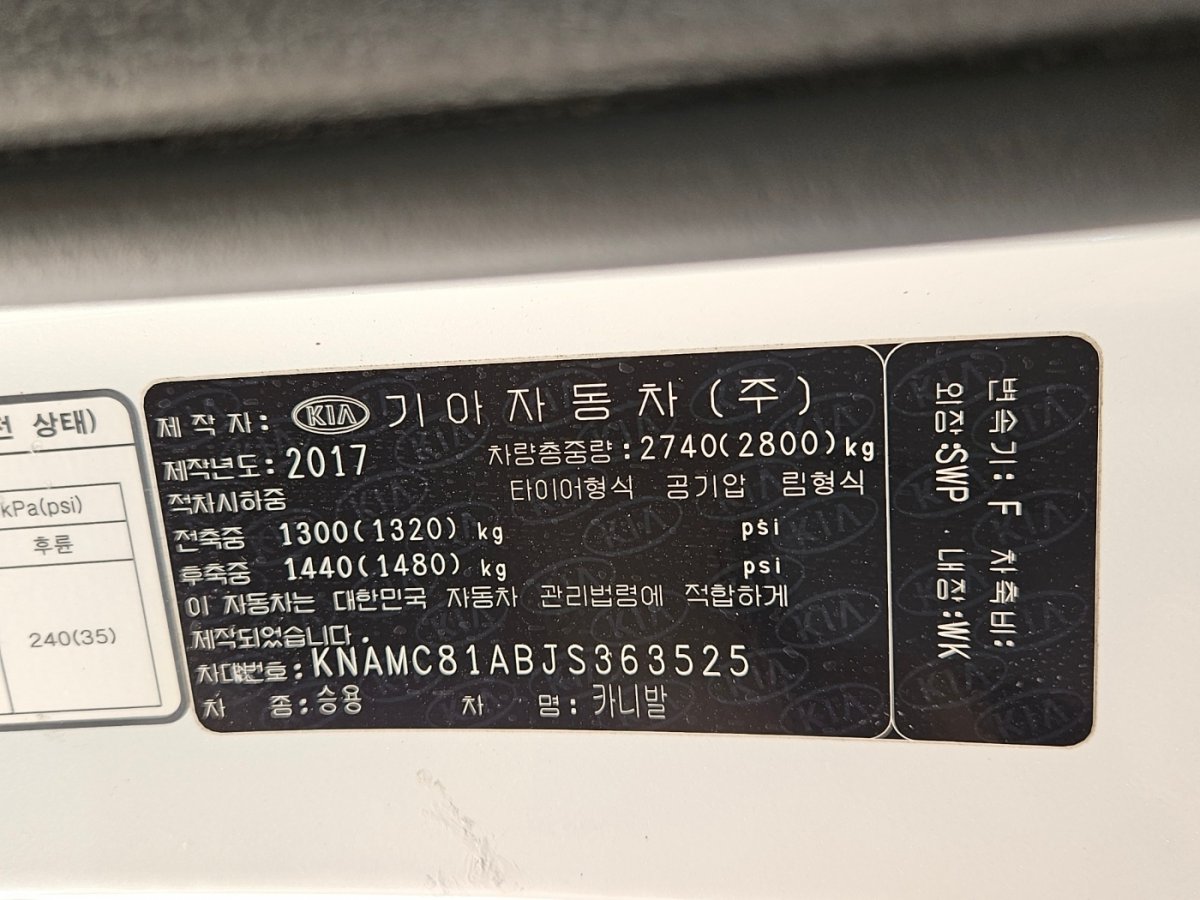 전 상태)
kPa(psi)
후륜
240(35)
제작자: KIA 기아자동차(주)
제작년도: 2017 차량총중량: 2740(2800)kg
적차시하중 타이어형식 공기압 림형식
전축중 1300(1320) kg psi
후축중 1440(1480) kg psi
이 자동차는 대한민국 자동차 관리법령에 적합하게
제작되었습니다.
차대번호: KNAMC81ABJS363525
차 종: 승용 차 명: 카니발
변속기: F 차축비:
외장:SWP 내장:WK